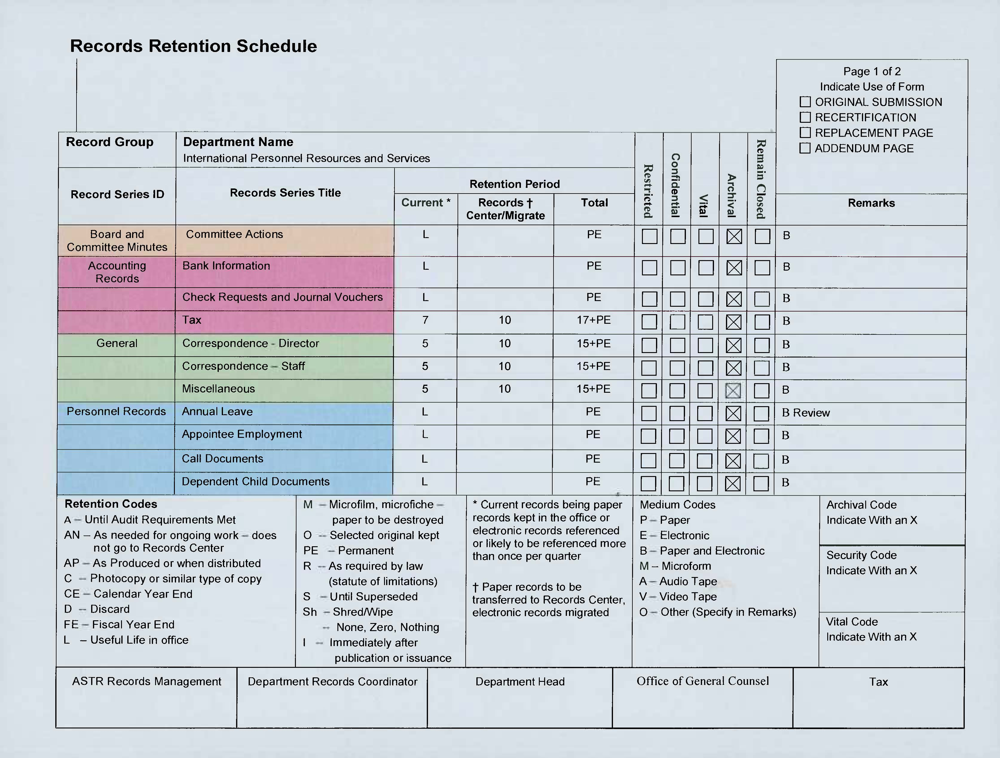 Records Retention Schedule
Page 1 of 2
Indicate Use of Form
☐ ORIGINAL SUBMISSION
☐ RECERTIFICATION
☐ REPLACEMENT PAGE
☐ ADDENDUM PAGE
Record Group
Department Name
International Personnel Resources and Services
Record Series ID
Records Series Title
Retention Period
Current *
Records †
Center/Migrate
Total
Restricted
Confidential
Vital
Archival
Remain Closed
Remarks
Board and
Committee Minutes
Committee Actions L PE ☐ ☐ ☐ ☒ ☐ B
Accounting
Records
Bank Information L PE ☐ ☐ ☐ ☒ ☐ B
Check Requests and Journal Vouchers L PE ☐ ☐ ☐ ☒ ☐ B
Tax 7 10 17+PE ☐ ☐ ☐ ☒ ☐ B
General Correspondence - Director 5 10 15+PE ☐ ☐ ☐ ☒ ☐ B
Correspondence – Staff 5 10 15+PE ☐ ☐ ☐ ☒ ☐ B
Miscellaneous 5 10 15+PE ☐ ☐ ☐ ☒ ☐ B
Personnel Records Annual Leave L PE ☐ ☐ ☐ ☒ ☐ B Review
Appointee Employment L PE ☐ ☐ ☐ ☒ ☐ B
Call Documents L PE ☐ ☐ ☐ ☒ ☐ B
Dependent Child Documents L PE ☐ ☐ ☐ ☒ ☐ B
Retention Codes
A – Until Audit Requirements Met
AN – As needed for ongoing work – does
not go to Records Center
AP – As Produced or when distributed
C – Photocopy or similar type of copy
CE – Calendar Year End
D – Discard
FE – Fiscal Year End
L – Useful Life in office
M – Microfilm, microfiche –
paper to be destroyed
O – Selected original kept
PE – Permanent
R – As required by law
(statute of limitations)
S – Until Superseded
Sh – Shred/Wipe
-- None, Zero, Nothing
I – Immediately after
publication or issuance
* Current records being paper
records kept in the office or
electronic records referenced
or likely to be referenced more
than once per quarter
† Paper records to be
transferred to Records Center,
electronic records migrated
Medium Codes
P – Paper
E – Electronic
B – Paper and Electronic
M – Microform
A – Audio Tape
V – Video Tape
O – Other (Specify in Remarks)
Archival Code
Indicate With an X
Security Code
Indicate With an X
Vital Code
Indicate With an X
ASTR Records Management
Department Records Coordinator
Department Head
Office of General Counsel
Tax